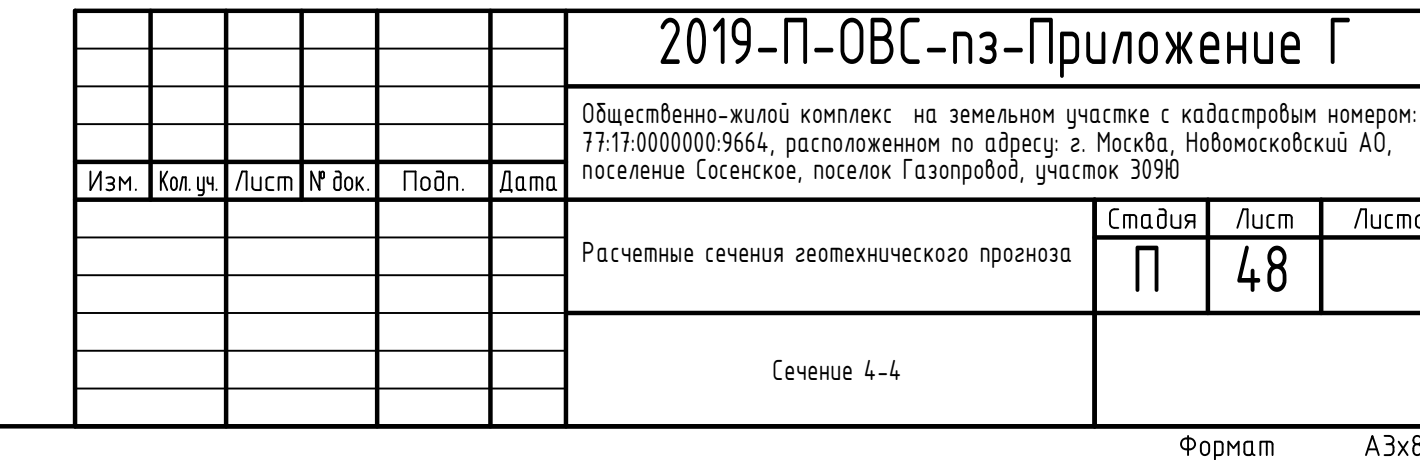 2019-П-ОВС-пз-Приложение Г
Общественно-жилой комплекс на земельном участке с кадастровым номером:
77:17:0000000:9664, расположенном по адресу: г. Москва, Новомосковский АО,
поселение Сосенское, поселок Газопровод, участок 309Ю
Изм. Кол. уч. Лист № док. Подп. Дата
Стадия Лист
Расчетные сечения геотехнического прогноза
П 48
Сечение 4-4
Формат А3х8